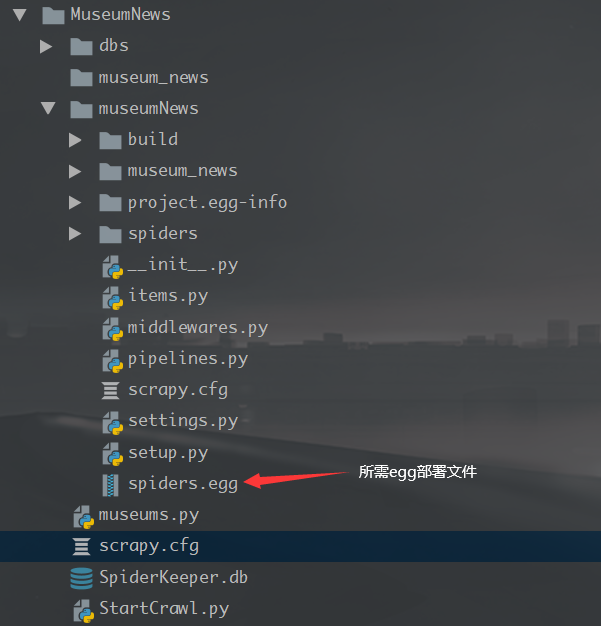 MuseumNews
dbs
museum_news
museumNews
build
museum_news
project.egg-info
spiders
__init__.py
items.py
middlewares.py
pipelines.py
scrapy.cfg
settings.py
setup.py
spiders.egg 所需egg部署文件
museums.py
scrapy.cfg
SpiderKeeper.db
StartCrawl.py